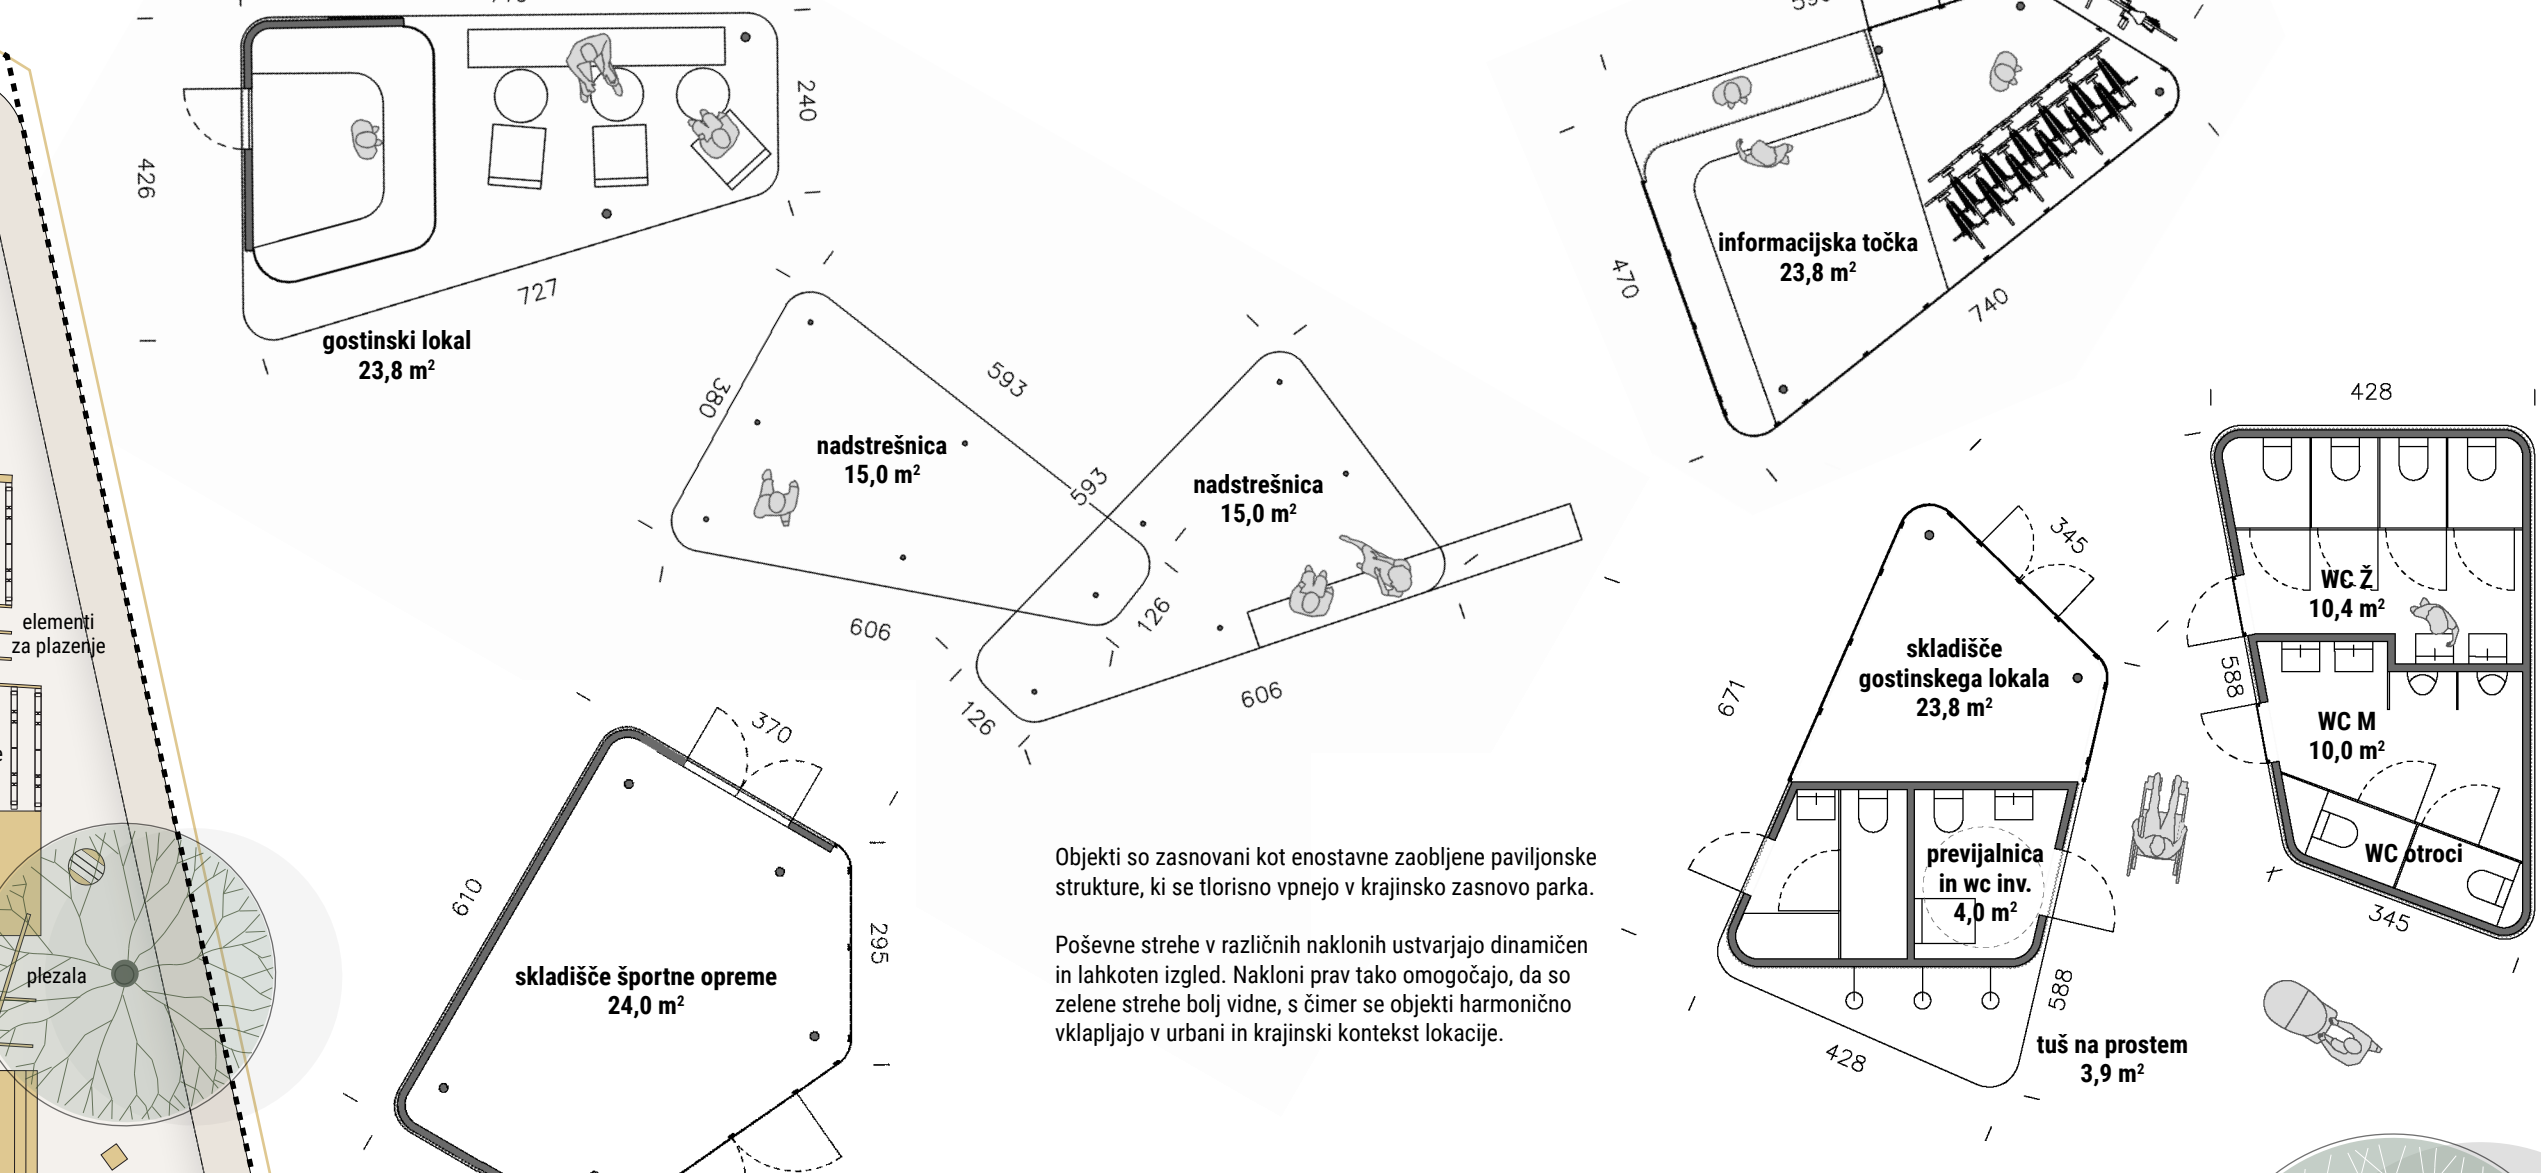 240
426
727
gostinski lokal
23,8 m²
593
380
nadstrešnica
15,0 m²
593
nadstrešnica
15,0 m²
606
126
606
126
informacijska točka
23,8 m²
470
740
428
345
WC Ž
10,4 m²
588
WC M
10,0 m²
WC otroci
345
skladišče
gostinskega lokala
23,8 m²
671
previjalnica
in wc inv.
4,0 m²
588
428
tuš na prostem
3,9 m²
370
610
295
skladišče športne opreme
24,0 m²
elementi
za plazenje
plezala
Objekti so zasnovani kot enostavne zaobljene paviljonske
strukture, ki se tlorisno vpnejo v krajinsko zasnovo parka.
Poševne strehe v različnih naklonih ustvarjajo dinamičen
in lahkoten izgled. Nakloni prav tako omogočajo, da so
zelene strehe bolj vidne, s čimer se objekti harmonično
vklapljajo v urbani in krajinski kontekst lokacije.